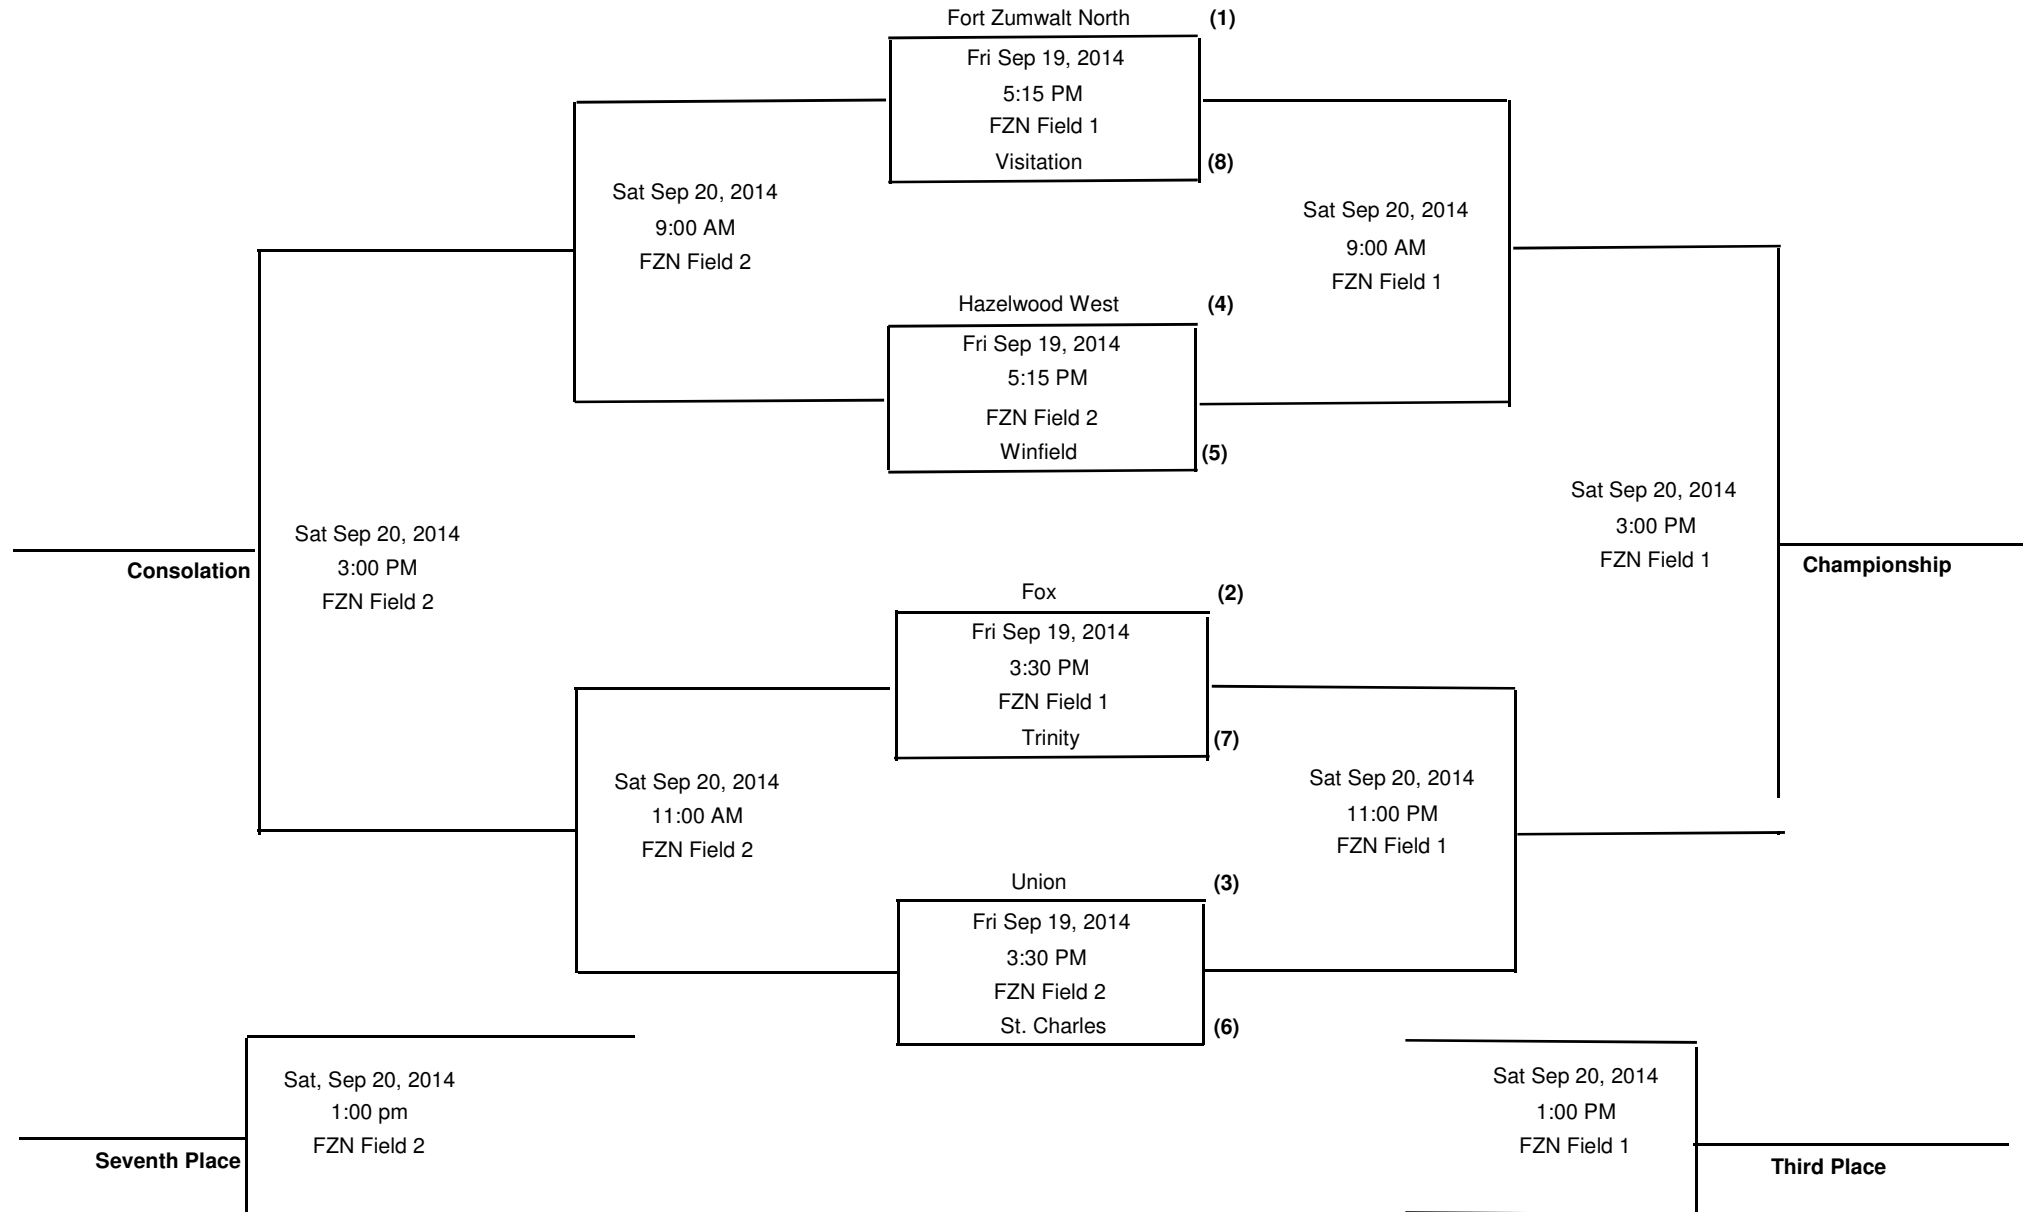 Fort Zumwalt North (1)
Fri Sep 19, 2014
5:15 PM
FZN Field 1
Visitation (8)
Sat Sep 20, 2014
9:00 AM
FZN Field 2
Sat Sep 20, 2014
9:00 AM
FZN Field 1
Hazelwood West (4)
Fri Sep 19, 2014
5:15 PM
FZN Field 2
Winfield (5)
Sat Sep 20, 2014
3:00 PM
FZN Field 2
Consolation
Sat Sep 20, 2014
3:00 PM
FZN Field 1
Championship
Fox (2)
Fri Sep 19, 2014
3:30 PM
FZN Field 1
Trinity (7)
Sat Sep 20, 2014
11:00 AM
FZN Field 2
Sat Sep 20, 2014
11:00 PM
FZN Field 1
Union (3)
Fri Sep 19, 2014
3:30 PM
FZN Field 2
St. Charles (6)
Sat, Sep 20, 2014
1:00 pm
FZN Field 2
Seventh Place
Sat Sep 20, 2014
1:00 PM
FZN Field 1
Third Place